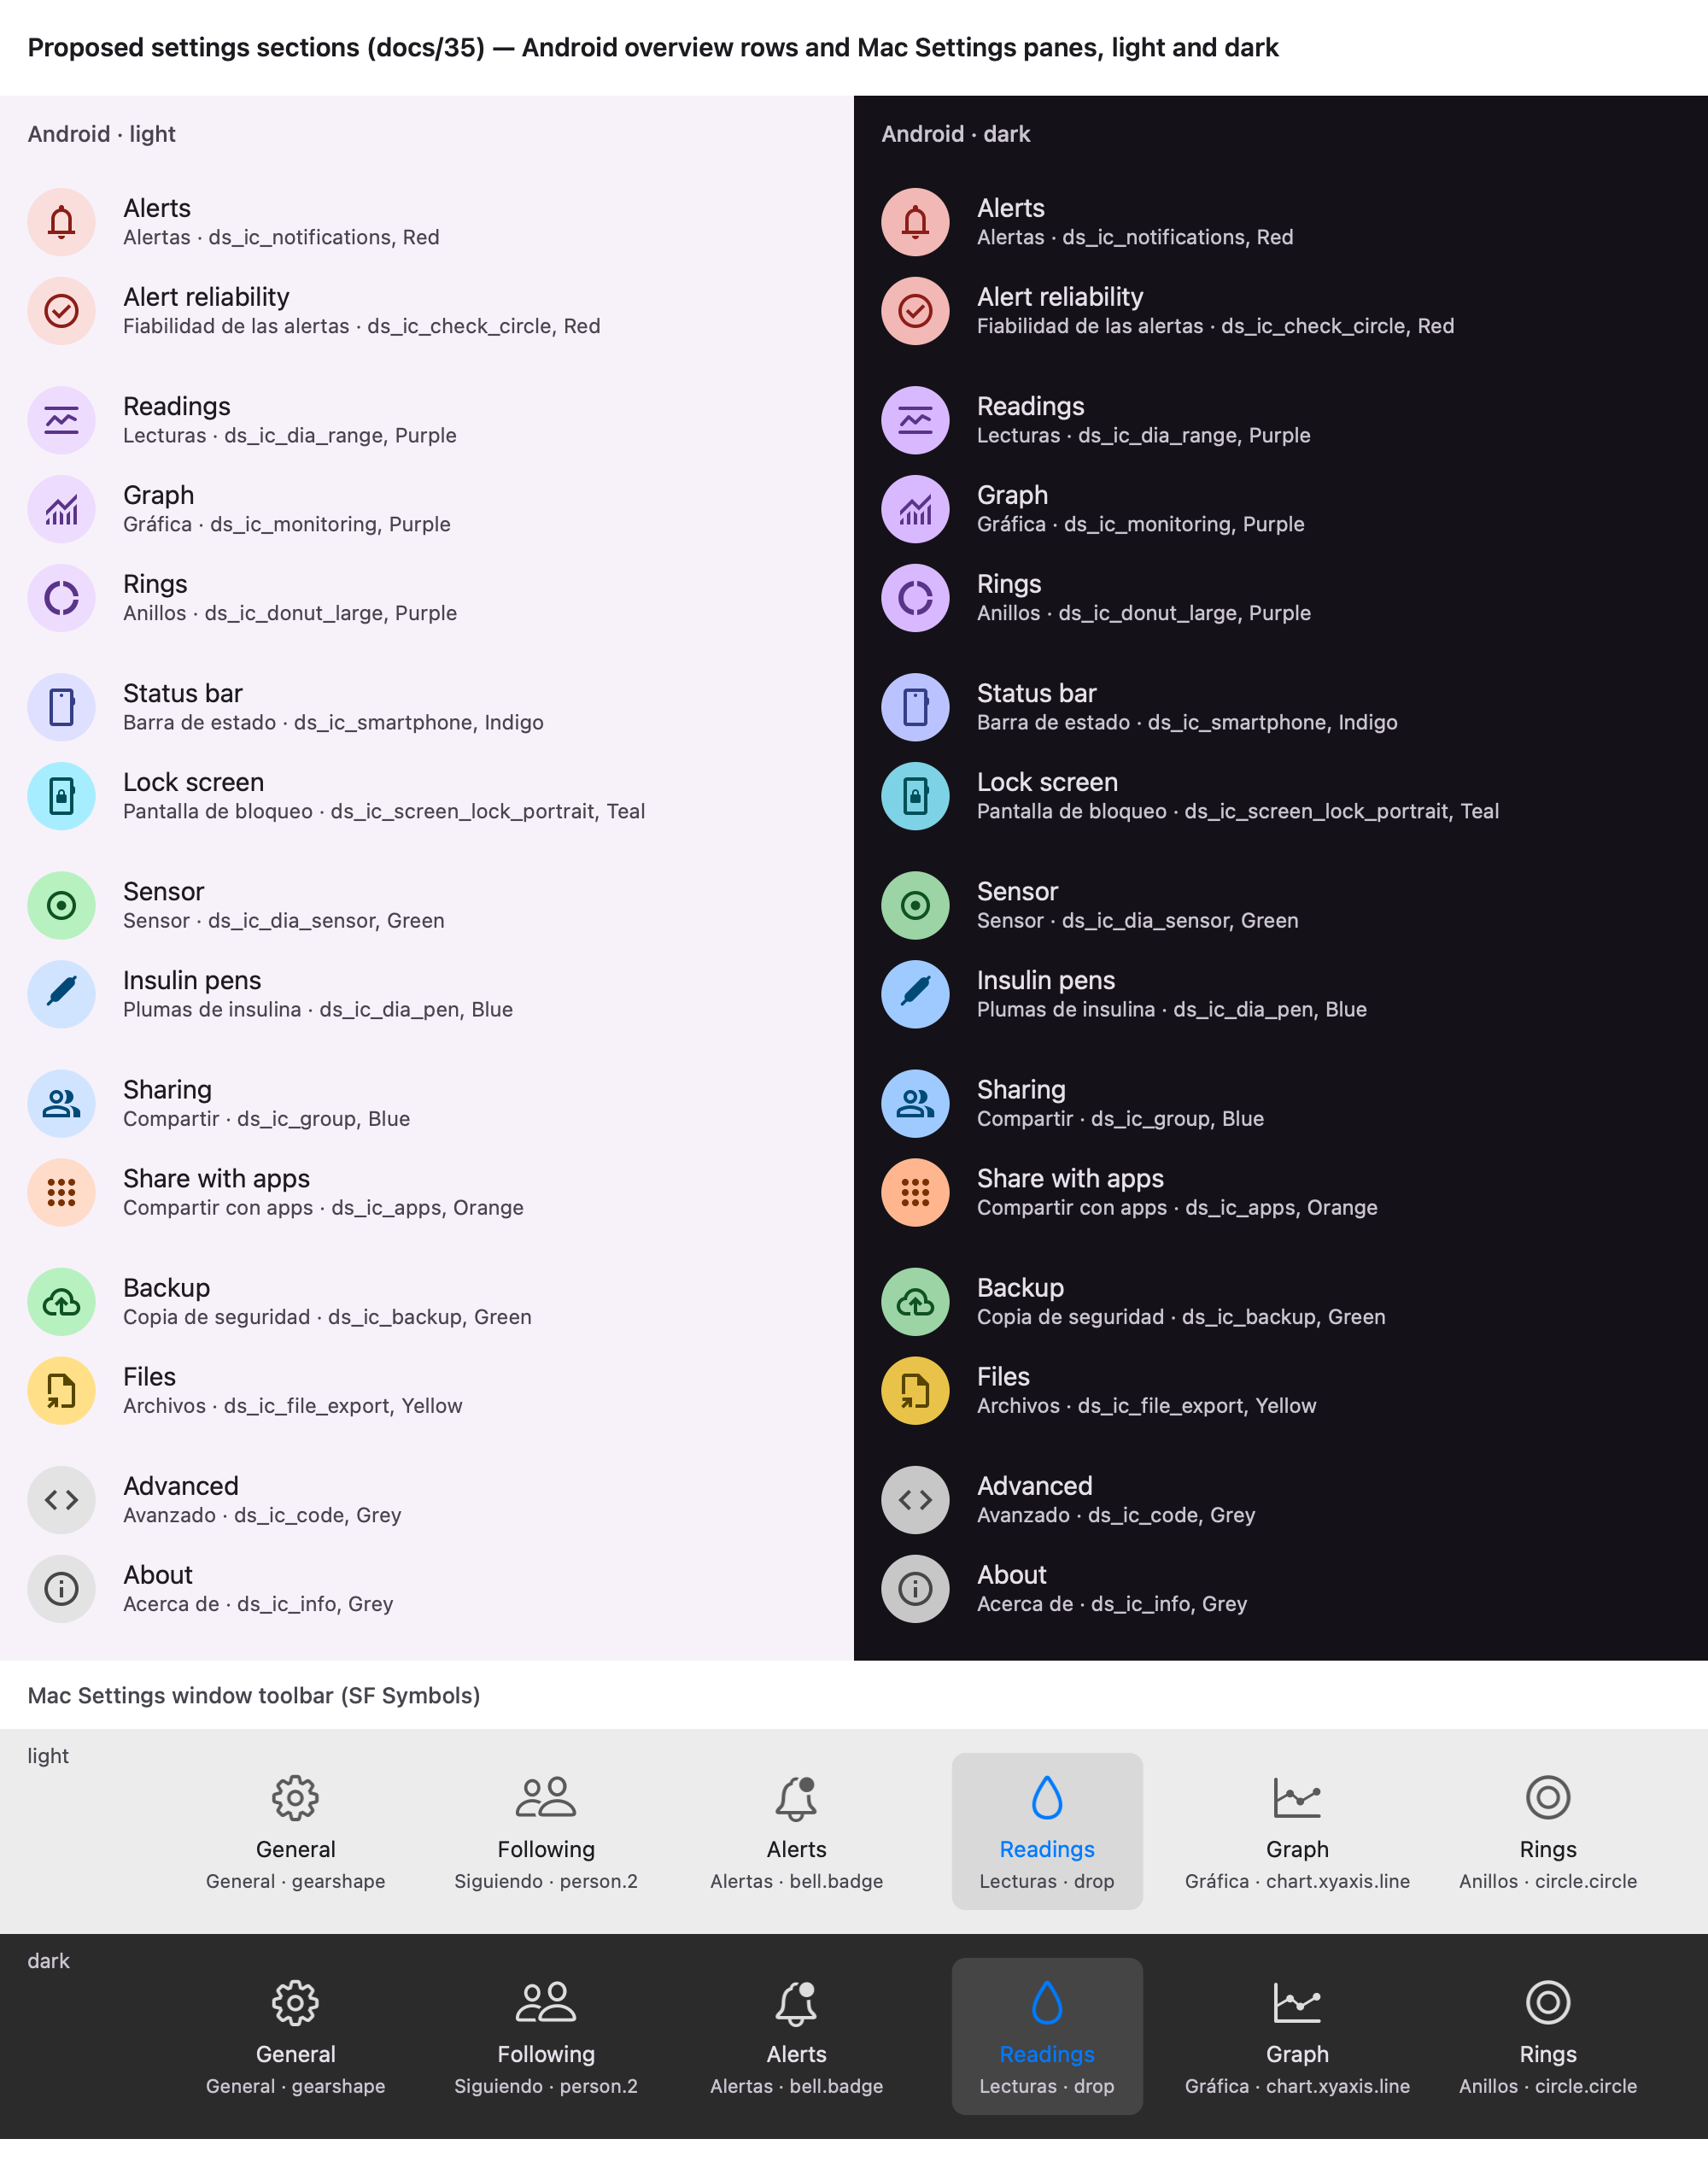 Proposed settings sections (docs/35) — Android overview rows and Mac Settings panes, light and dark
Android · light
Alerts
Alertas · ds_ic_notifications, Red
Alert reliability
Fiabilidad de las alertas · ds_ic_check_circle, Red
Readings
Lecturas · ds_ic_dia_range, Purple
Graph
Gráfica · ds_ic_monitoring, Purple
Rings
Anillos · ds_ic_donut_large, Purple
Status bar
Barra de estado · ds_ic_smartphone, Indigo
Lock screen
Pantalla de bloqueo · ds_ic_screen_lock_portrait, Teal
Sensor
Sensor · ds_ic_dia_sensor, Green
Insulin pens
Plumas de insulina · ds_ic_dia_pen, Blue
Sharing
Compartir · ds_ic_group, Blue
Share with apps
Compartir con apps · ds_ic_apps, Orange
Backup
Copia de seguridad · ds_ic_backup, Green
Files
Archivos · ds_ic_file_export, Yellow
Advanced
Avanzado · ds_ic_code, Grey
About
Acerca de · ds_ic_info, Grey
Android · dark
Alerts
Alertas · ds_ic_notifications, Red
Alert reliability
Fiabilidad de las alertas · ds_ic_check_circle, Red
Readings
Lecturas · ds_ic_dia_range, Purple
Graph
Gráfica · ds_ic_monitoring, Purple
Rings
Anillos · ds_ic_donut_large, Purple
Status bar
Barra de estado · ds_ic_smartphone, Indigo
Lock screen
Pantalla de bloqueo · ds_ic_screen_lock_portrait, Teal
Sensor
Sensor · ds_ic_dia_sensor, Green
Insulin pens
Plumas de insulina · ds_ic_dia_pen, Blue
Sharing
Compartir · ds_ic_group, Blue
Share with apps
Compartir con apps · ds_ic_apps, Orange
Backup
Copia de seguridad · ds_ic_backup, Green
Files
Archivos · ds_ic_file_export, Yellow
Advanced
Avanzado · ds_ic_code, Grey
About
Acerca de · ds_ic_info, Grey
Mac Settings window toolbar (SF Symbols)
light
General
General · gearshape
Following
Siguiendo · person.2
Alerts
Alertas · bell.badge
Readings
Lecturas · drop
Graph
Gráfica · chart.xyaxis.line
Rings
Anillos · circle.circle
dark
General
General · gearshape
Following
Siguiendo · person.2
Alerts
Alertas · bell.badge
Readings
Lecturas · drop
Graph
Gráfica · chart.xyaxis.line
Rings
Anillos · circle.circle